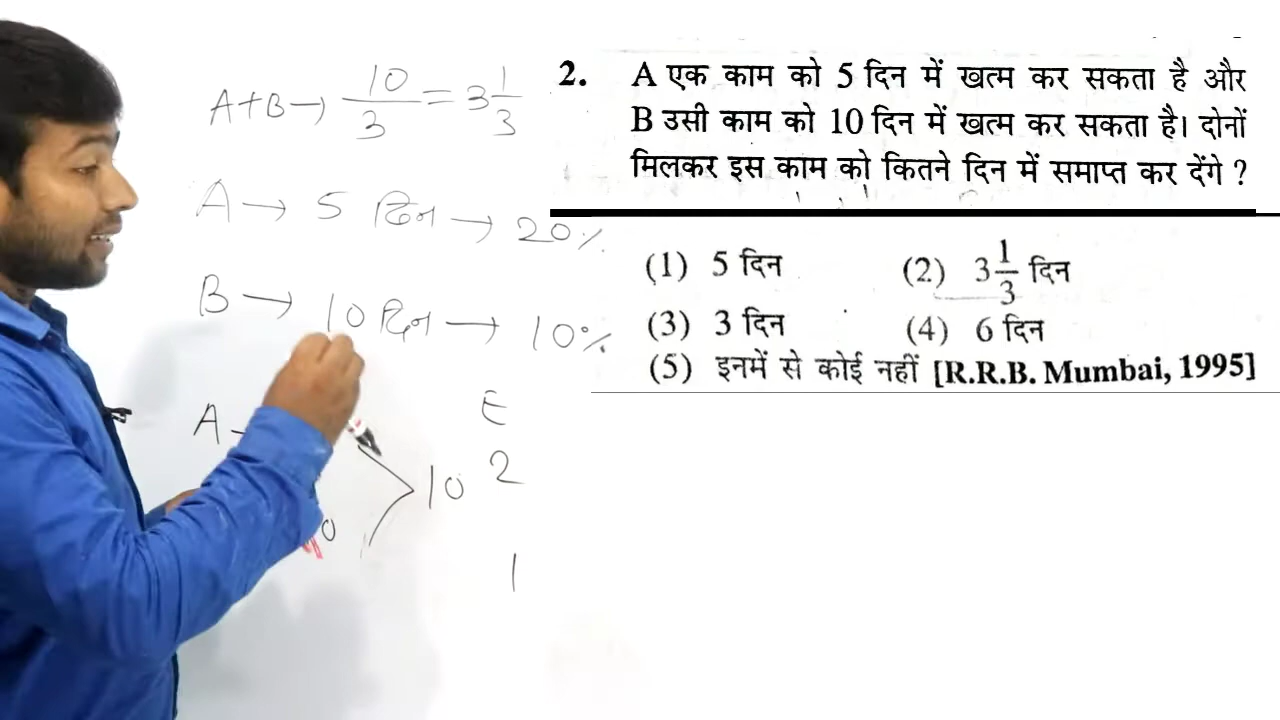 A+B→ 10/3 = 3 1/3
A → 5 दिन → 20%
B → 10 दिन → 10%
A -
E
10 2
0
1
2. A एक काम को 5 दिन में खत्म कर सकता है और
B उसी काम को 10 दिन में खत्म कर सकता है। दोनों
मिलकर इस काम को कितने दिन में समाप्त कर देंगे ?
(1) 5 दिन (2) 3 1/3 दिन
(3) 3 दिन (4) 6 दिन
(5) इनमें से कोई नहीं [R.R.B. Mumbai, 1995]